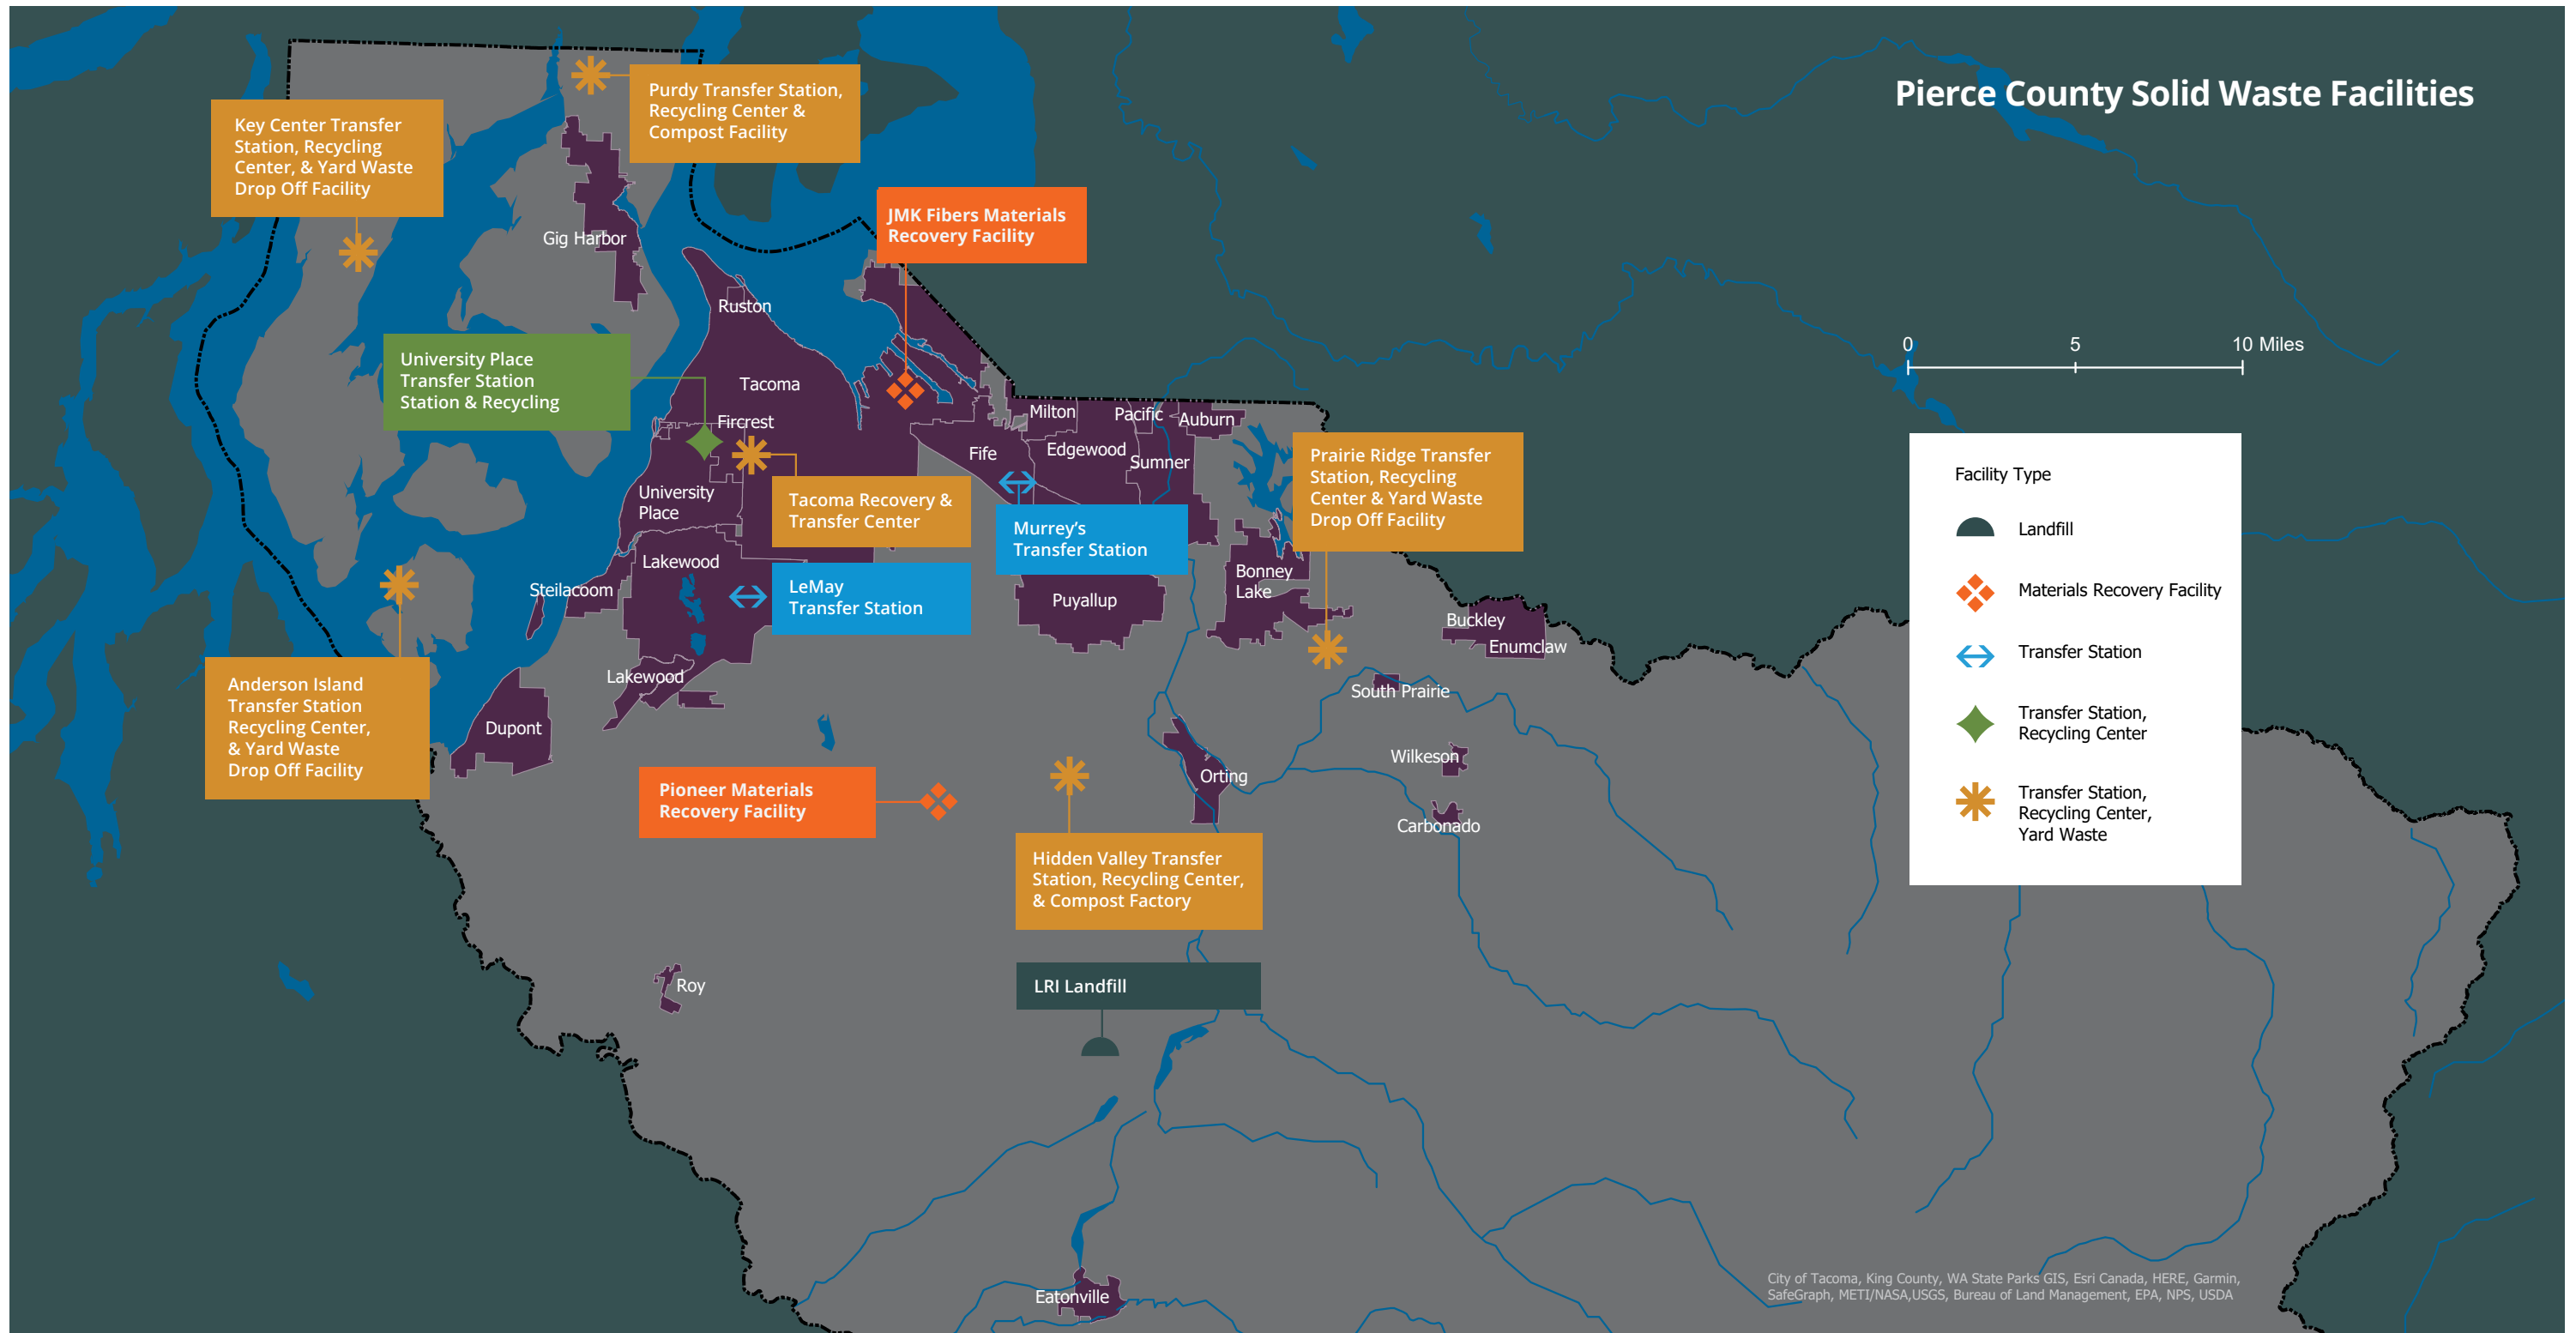 Pierce County Solid Waste Facilities
Purdy Transfer Station,
Recycling Center &
Compost Facility
Key Center Transfer
Station, Recycling
Center, & Yard Waste
Drop Off Facility
JMK Fibers Materials
Recovery Facility
Gig Harbor
Ruston
University Place
Transfer Station
Station & Recycling
Tacoma
Fircrest
Milton
Pacific
Auburn
Fife
Edgewood
Sumner
0
5
10 Miles
Prairie Ridge Transfer
Station, Recycling
Center & Yard Waste
Drop Off Facility
University
Place
Tacoma Recovery &
Transfer Center
Murrey's
Transfer Station
Lakewood
Steilacoom
LeMay
Transfer Station
Puyallup
Bonney
Lake
Buckley
Enumclaw
Lakewood
South Prairie
Anderson Island
Transfer Station
Recycling Center,
& Yard Waste
Drop Off Facility
Dupont
Wilkeson
Orting
Pioneer Materials
Recovery Facility
Carbonado
Hidden Valley Transfer
Station, Recycling Center,
& Compost Factory
Roy
LRI Landfill
Eatonville
Facility Type
Landfill
Materials Recovery Facility
Transfer Station
Transfer Station,
Recycling Center
Transfer Station,
Recycling Center,
Yard Waste
City of Tacoma, King County, WA State Parks GIS, Esri Canada, HERE, Garmin,
SafeGraph, METI/NASA,USGS, Bureau of Land Management, EPA, NPS, USDA